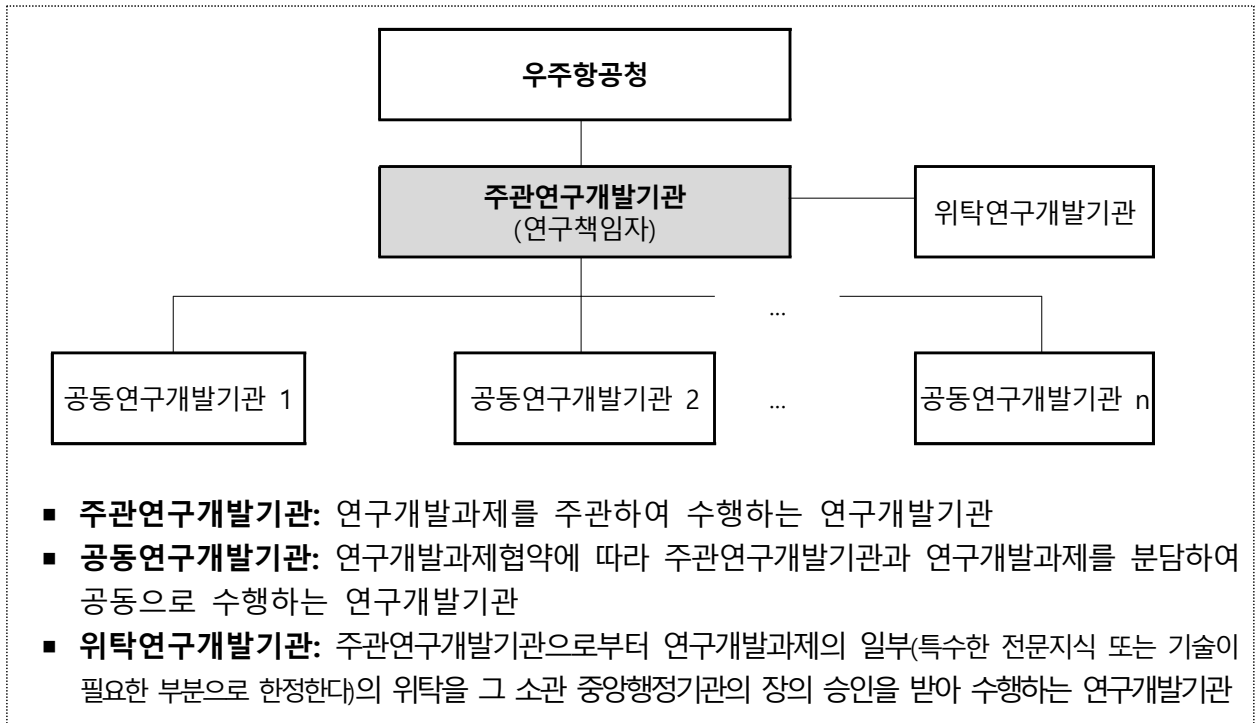 우주항공청
주관연구개발기관
(연구책임자)
위탁연구개발기관
...
공동연구개발기관 1
공동연구개발기관 2
...
공동연구개발기관 n
▪ 주관연구개발기관: 연구개발과제를 주관하여 수행하는 연구개발기관
▪ 공동연구개발기관: 연구개발과제협약에 따라 주관연구개발기관과 연구개발과제를 분담하여
공동으로 수행하는 연구개발기관
▪ 위탁연구개발기관: 주관연구개발기관으로부터 연구개발과제의 일부(특수한 전문지식 또는 기술이
필요한 부분으로 한정한다)의 위탁을 그 소관 중앙행정기관의 장의 승인을 받아 수행하는 연구개발기관